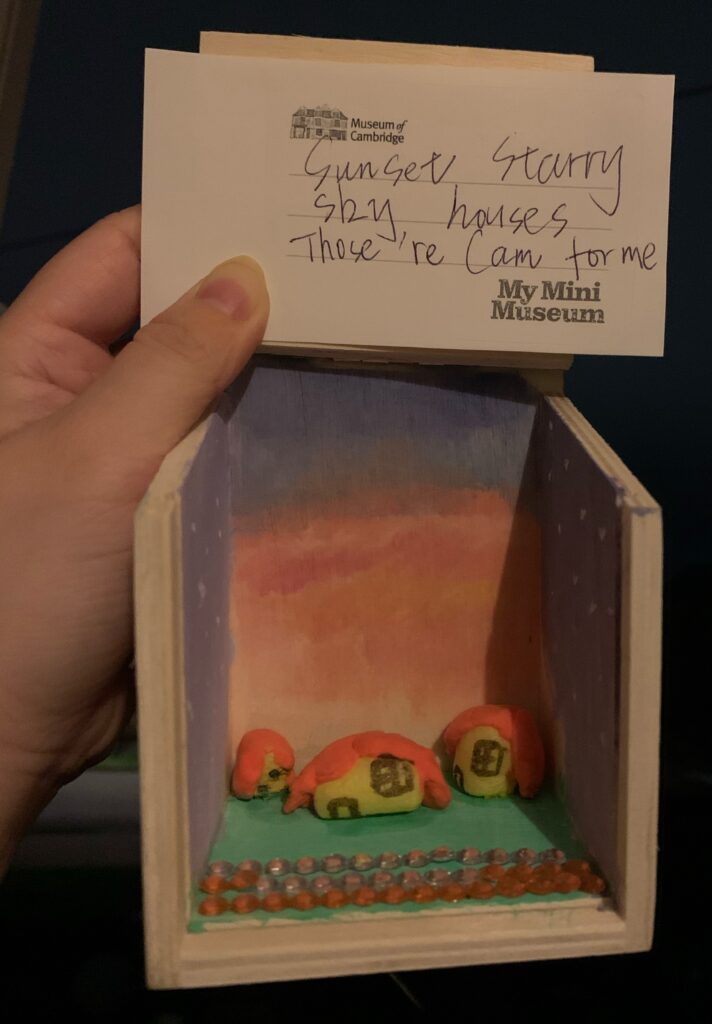 Museum of
Cambridge
Sunset Starry
sky houses
Those're Cam for me
My Mini
Museum